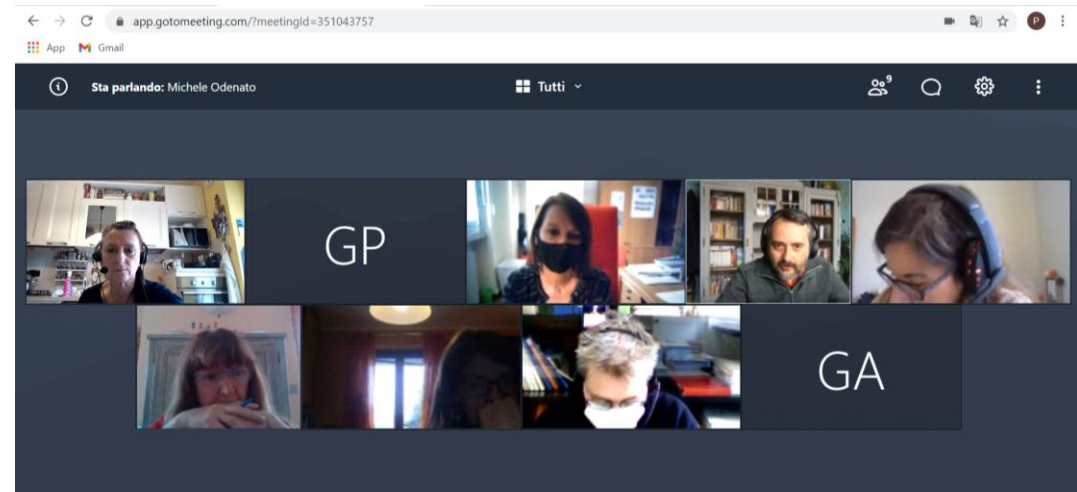 app.gotomeeting.com/?meetingId=351043757
P
App Gmail
Sta parlando: Michele Odenato
Tutti
9
GP
GA